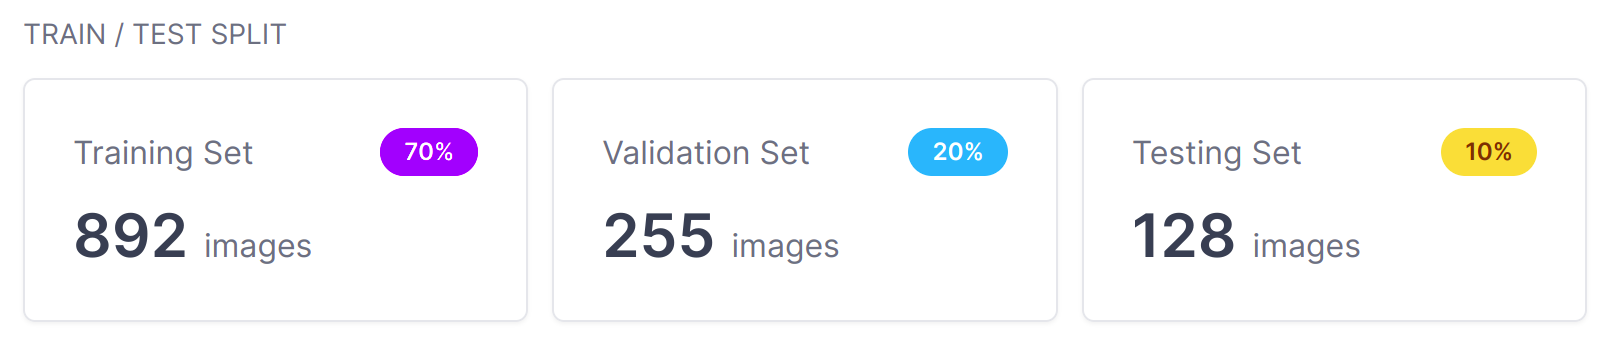 TRAIN / TEST SPLIT
Training Set 70%
892 images
Validation Set 20%
255 images
Testing Set 10%
128 images